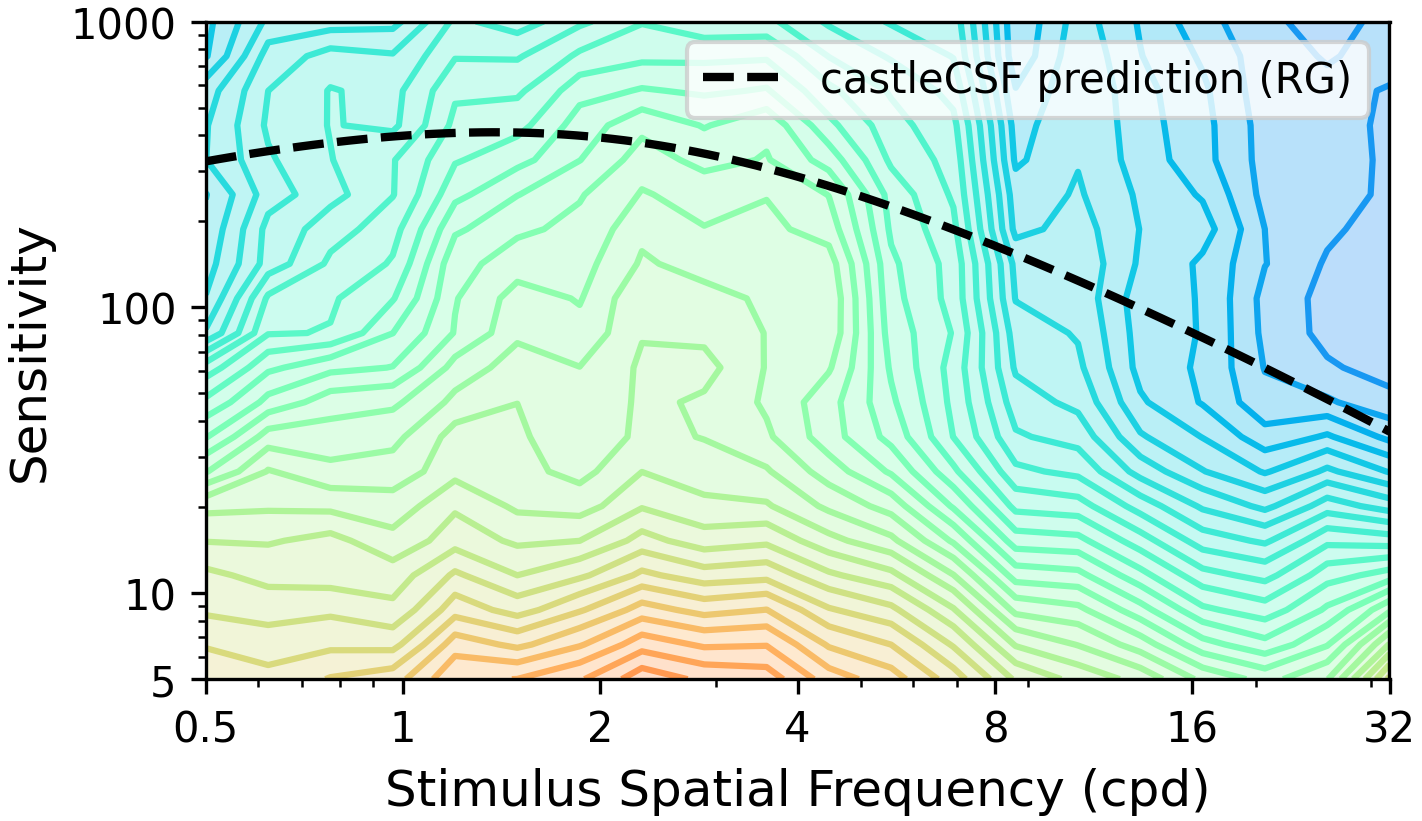 1000
100
10
5
Sensitivity
castleCSF prediction (RG)
0.5 1 2 4 8 16 32
Stimulus Spatial Frequency (cpd)